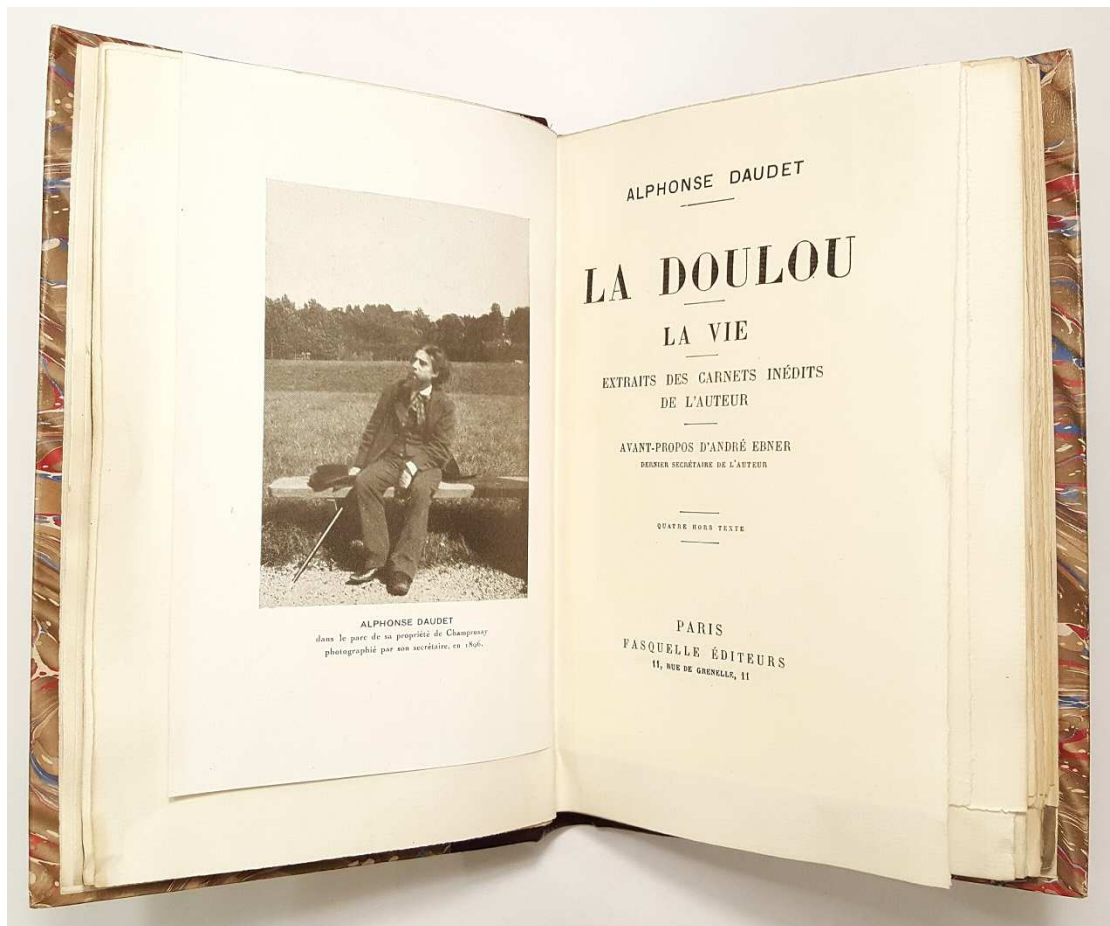 ALPHONSE DAUDET
dans le parc de sa propriété de Champrosay
photographié par son secrétaire, en 1896.
ALPHONSE DAUDET
LA DOULOU
LA VIE
EXTRAITS DES CARNETS INÉDITS
DE L'AUTEUR
AVANT-PROPOS D'ANDRÉ EBNER
DERNIER SECRÉTAIRE DE L'AUTEUR
QUATRE HORS TEXTE
PARIS
FASQUELLE ÉDITEURS
11, RUE DE GRENELLE, 11